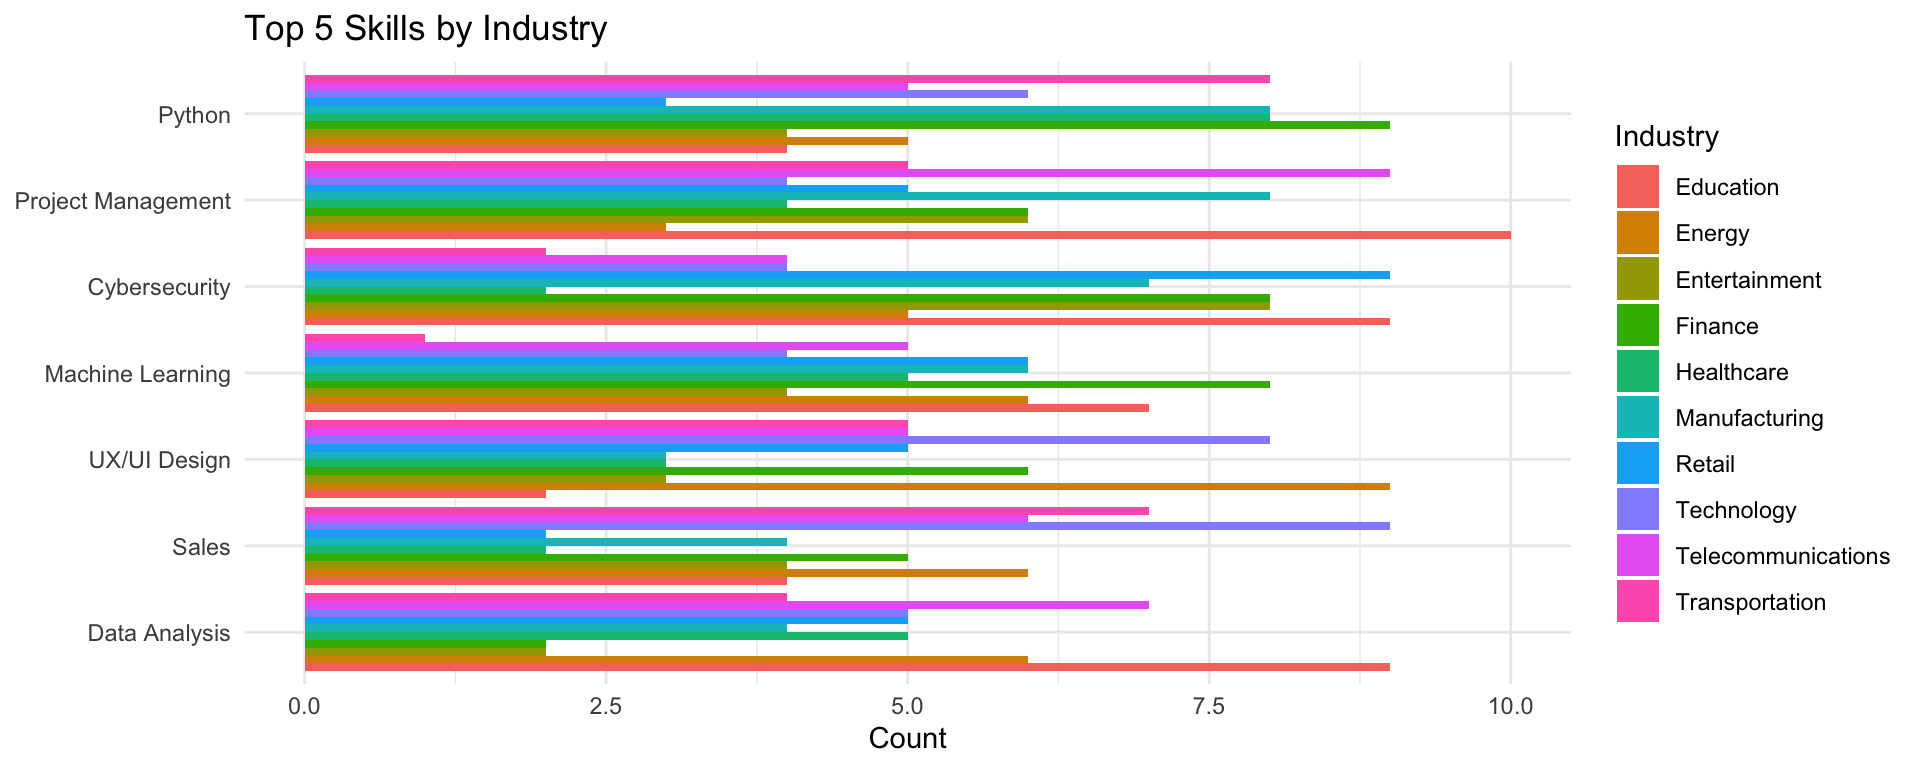 Top 5 Skills by Industry
Python
Project Management
Cybersecurity
Machine Learning
UX/UI Design
Sales
Data Analysis
0.0 2.5 5.0 7.5 10.0
Count
Industry
Education
Energy
Entertainment
Finance
Healthcare
Manufacturing
Retail
Technology
Telecommunications
Transportation